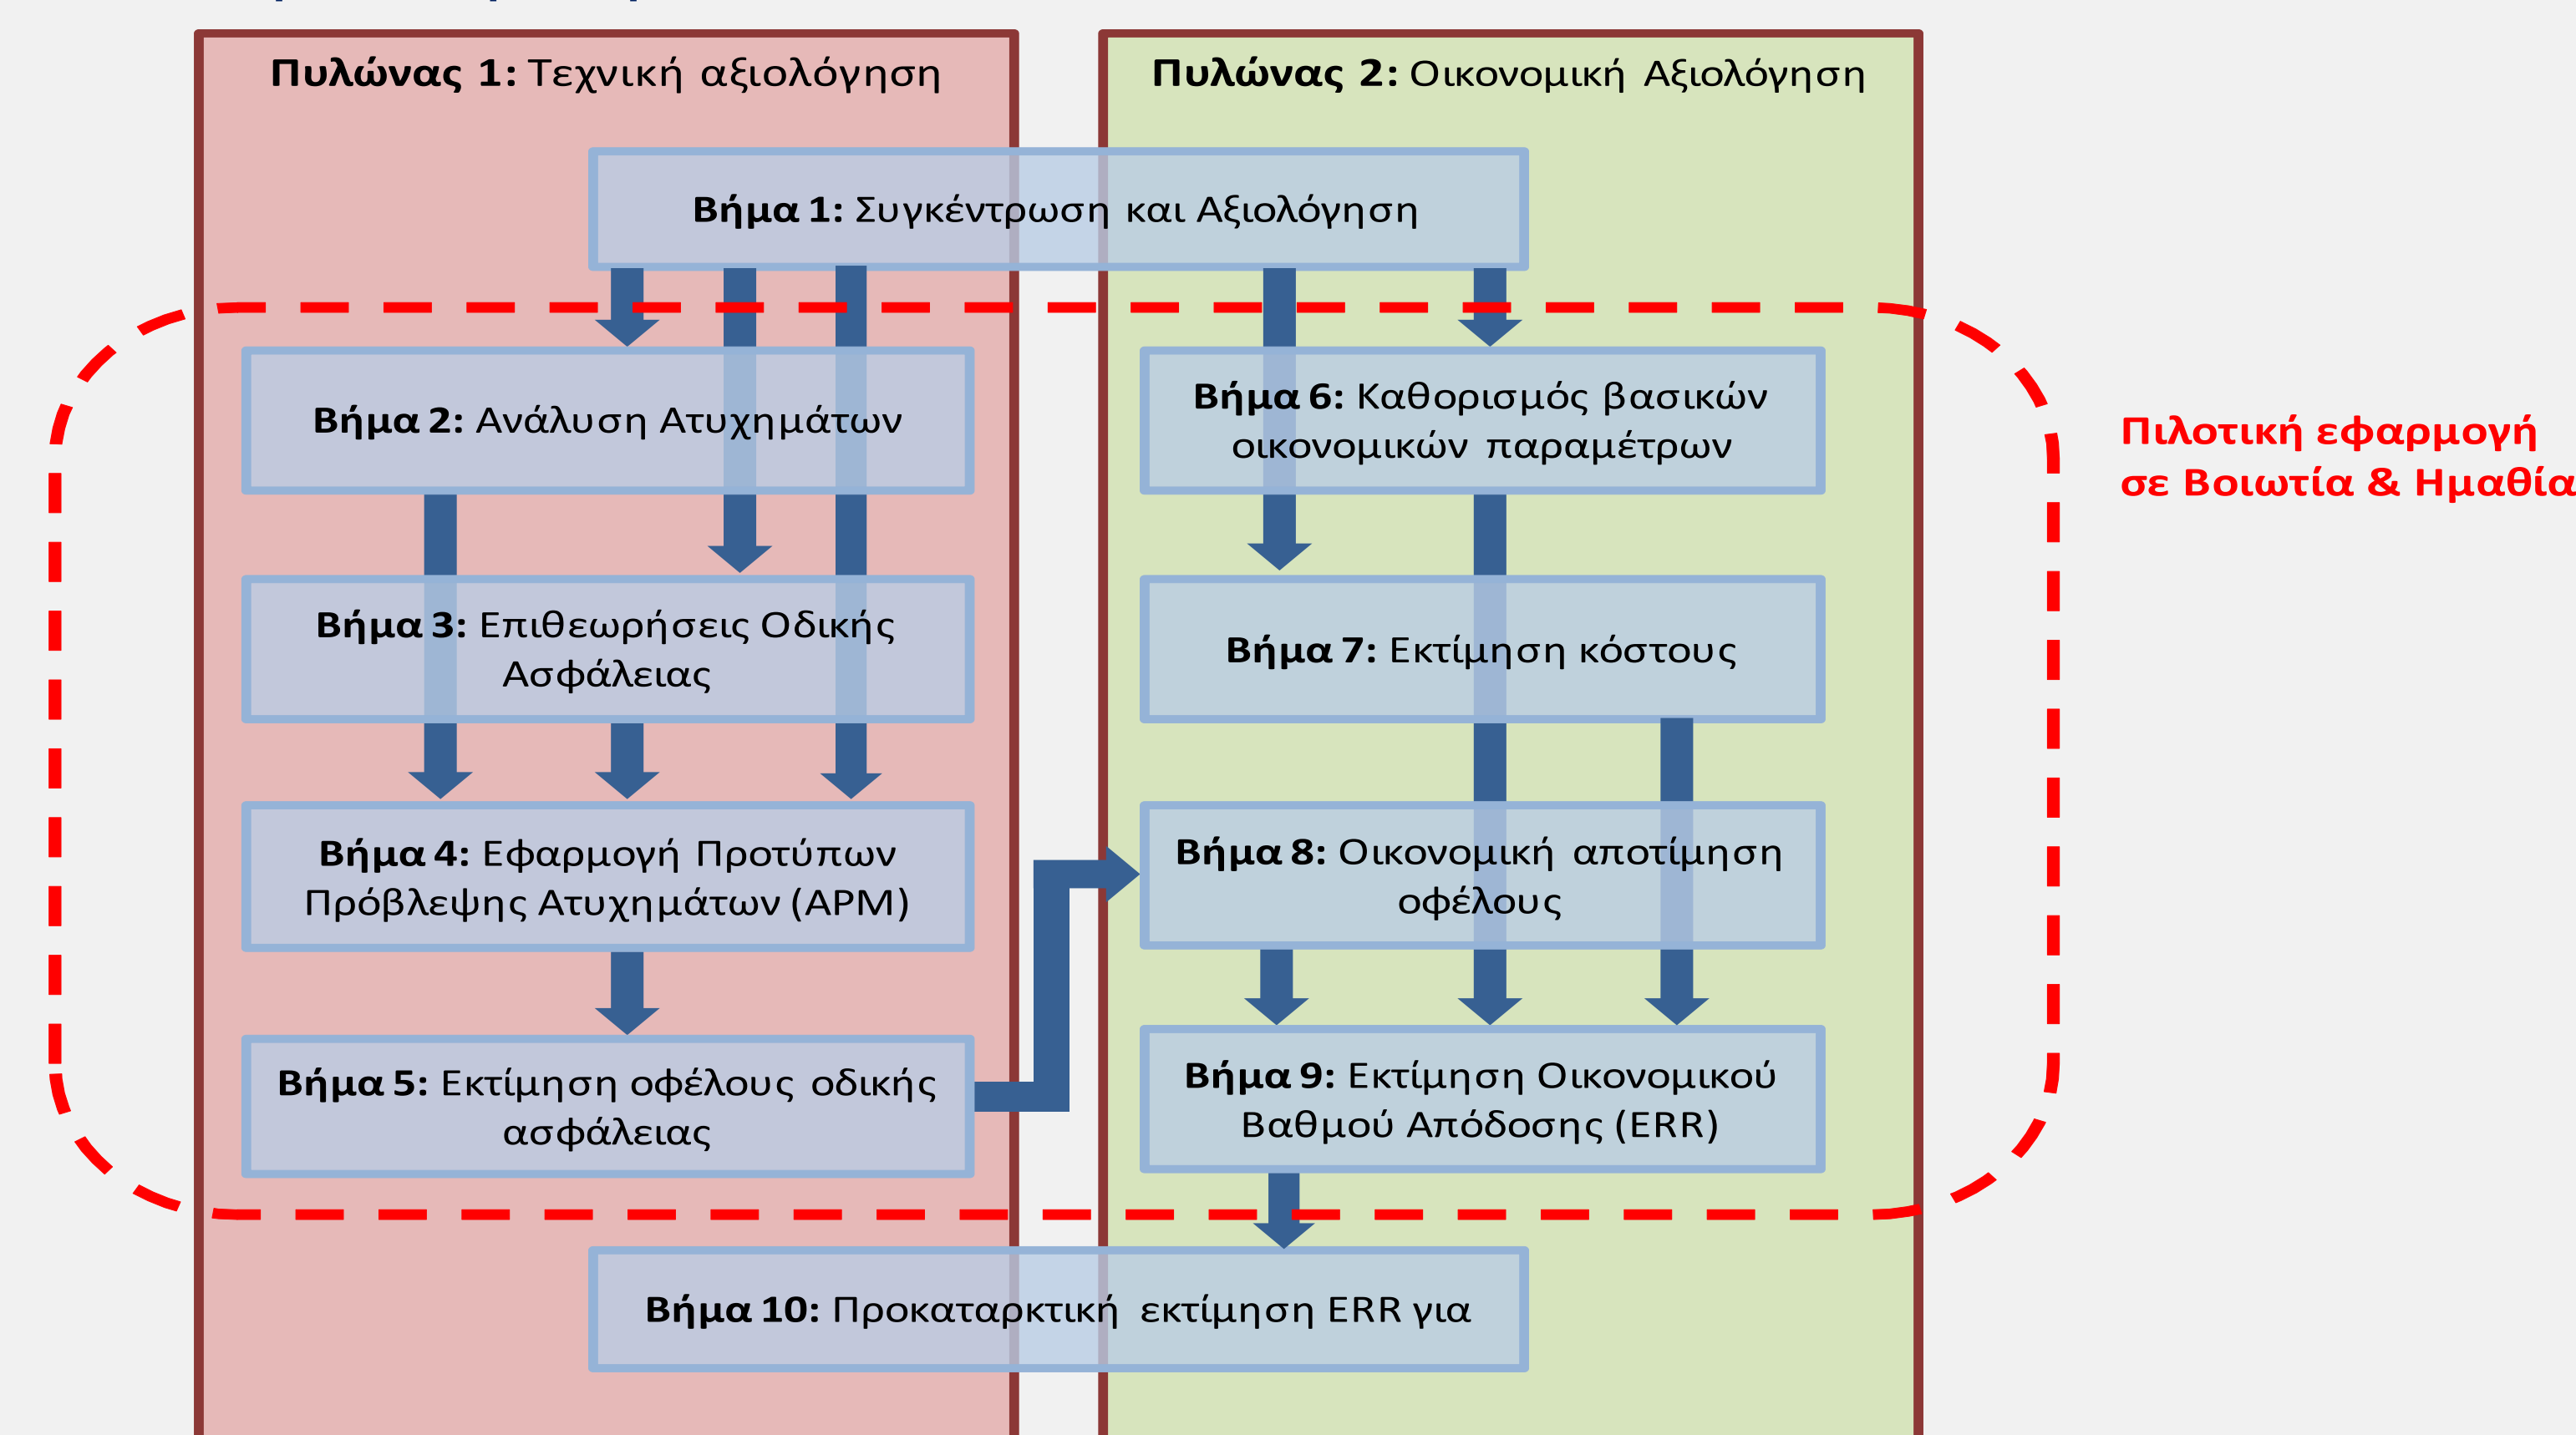 Πυλώνας 1: Τεχνική αξιολόγηση
Πυλώνας 2: Οικονομική Αξιολόγηση
Βήμα 1: Συγκέντρωση και Αξιολόγηση
Βήμα 2: Ανάλυση Ατυχημάτων
Βήμα 6: Καθορισμός βασικών
οικονομικών παραμέτρων
Πιλοτική εφαρμογή
σε Βοιωτία & Ημαθία
Βήμα 3: Επιθεωρήσεις Οδικής
Ασφάλειας
Βήμα 7: Εκτίμηση κόστους
Βήμα 4: Εφαρμογή Προτύπων
Πρόβλεψης Ατυχημάτων (APM)
Βήμα 8: Οικονομική αποτίμηση
οφέλους
Βήμα 5: Εκτίμηση οφέλους οδικής
ασφάλειας
Βήμα 9: Εκτίμηση Οικονομικού
Βαθμού Απόδοσης (ERR)
Βήμα 10: Προκαταρκτική εκτίμηση ERR για